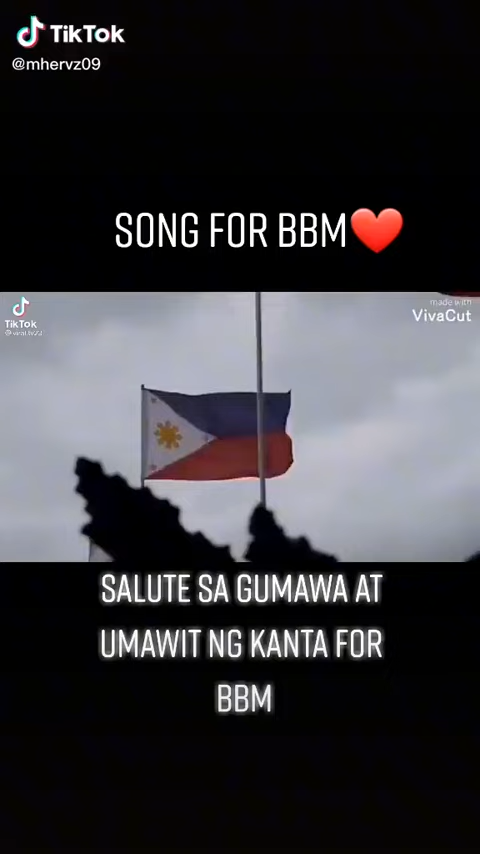 TikTok
@mhervz09
SONG FOR BBM❤️
TikTok
made with
VivaCut
SALUTE SA GUMAWA AT
UMAWIT NG KANTA FOR
BBM